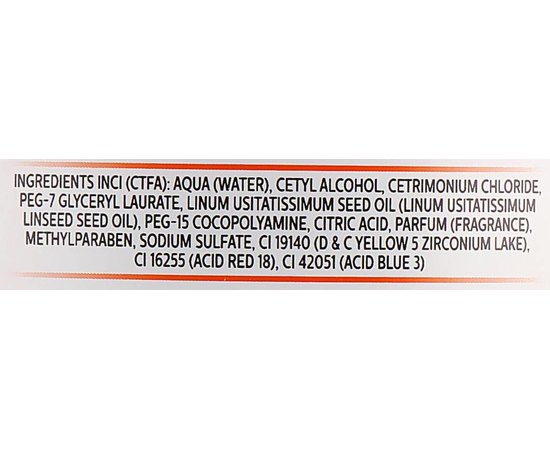 INGREDIENTS INCI (CTFA): AQUA (WATER), CETYL ALCOHOL, CETRIMONIUM CHLORIDE,
PEG-7 GLYCERYL LAURATE, LINUM USITATISSIMUM SEED OIL (LINUM USITATISSIMUM
LINSEED SEED OIL), PEG-15 COCOPOLYAMINE, CITRIC ACID, PARFUM (FRAGRANCE),
METHYLPARABEN, SODIUM SULFATE, CI 19140 (D & C YELLOW 5 ZIRCONIUM LAKE),
CI 16255 (ACID RED 18), CI 42051 (ACID BLUE 3)